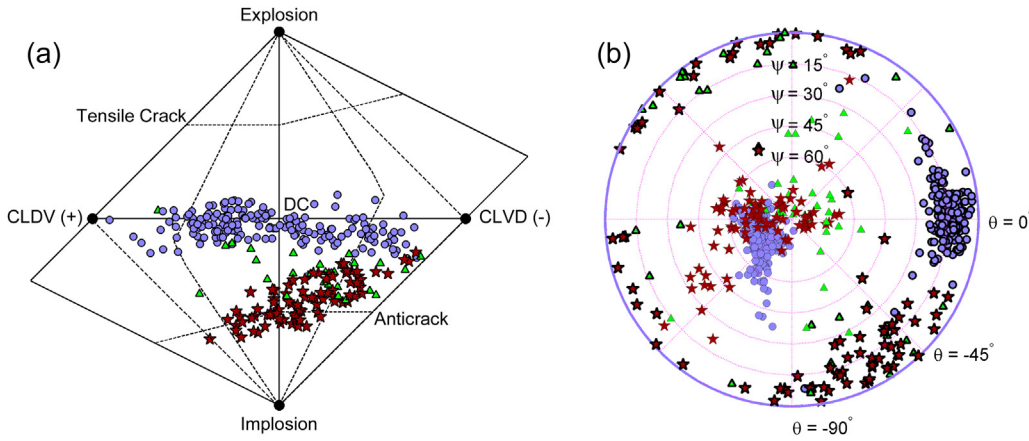 (a)
Explosion
Tensile Crack
CLDV (+)
DC
CLVD (-)
Anticrack
Implosion
(b)
ψ = 15°
ψ = 30°
ψ = 45°
ψ = 60°
θ = 0
θ = -45°
θ = -90°